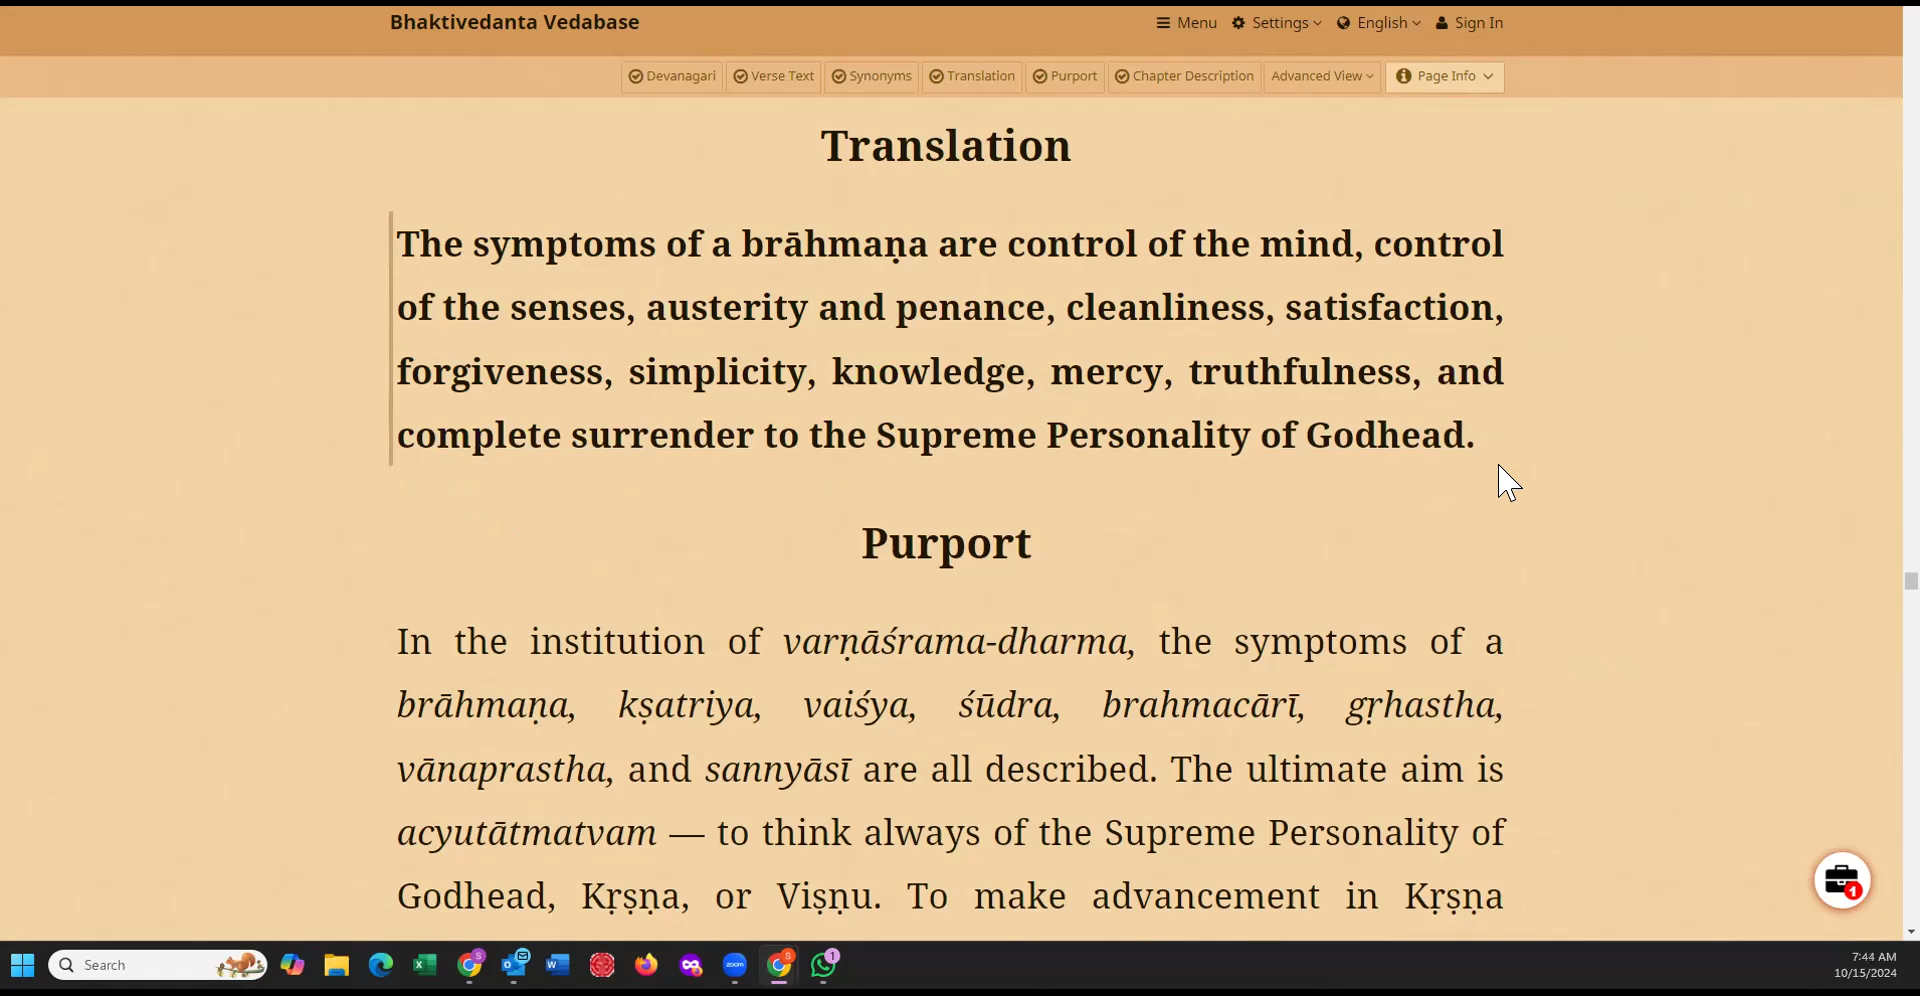 Bhaktivedanta Vedabase
Menu Settings English Sign In
Devanagari Verse Text Synonyms Translation Purport Chapter Description Advanced View Page Info
Translation
The symptoms of a brāhmaṇa are control of the mind, control
of the senses, austerity and penance, cleanliness, satisfaction,
forgiveness, simplicity, knowledge, mercy, truthfulness, and
complete surrender to the Supreme Personality of Godhead.
Purport
In the institution of varṇāśrama-dharma, the symptoms of a
brāhmaṇa, kṣatriya, vaiśya, śūdra, brahmacārī, gṛhastha,
vānaprastha, and sannyāsī are all described. The ultimate aim is
acyutātmatvam — to think always of the Supreme Personality of
Godhead, Kṛṣṇa, or Viṣṇu. To make advancement in Kṛṣṇa
1
Search
S
zoom
S
1
7:44 AM
10/15/2024